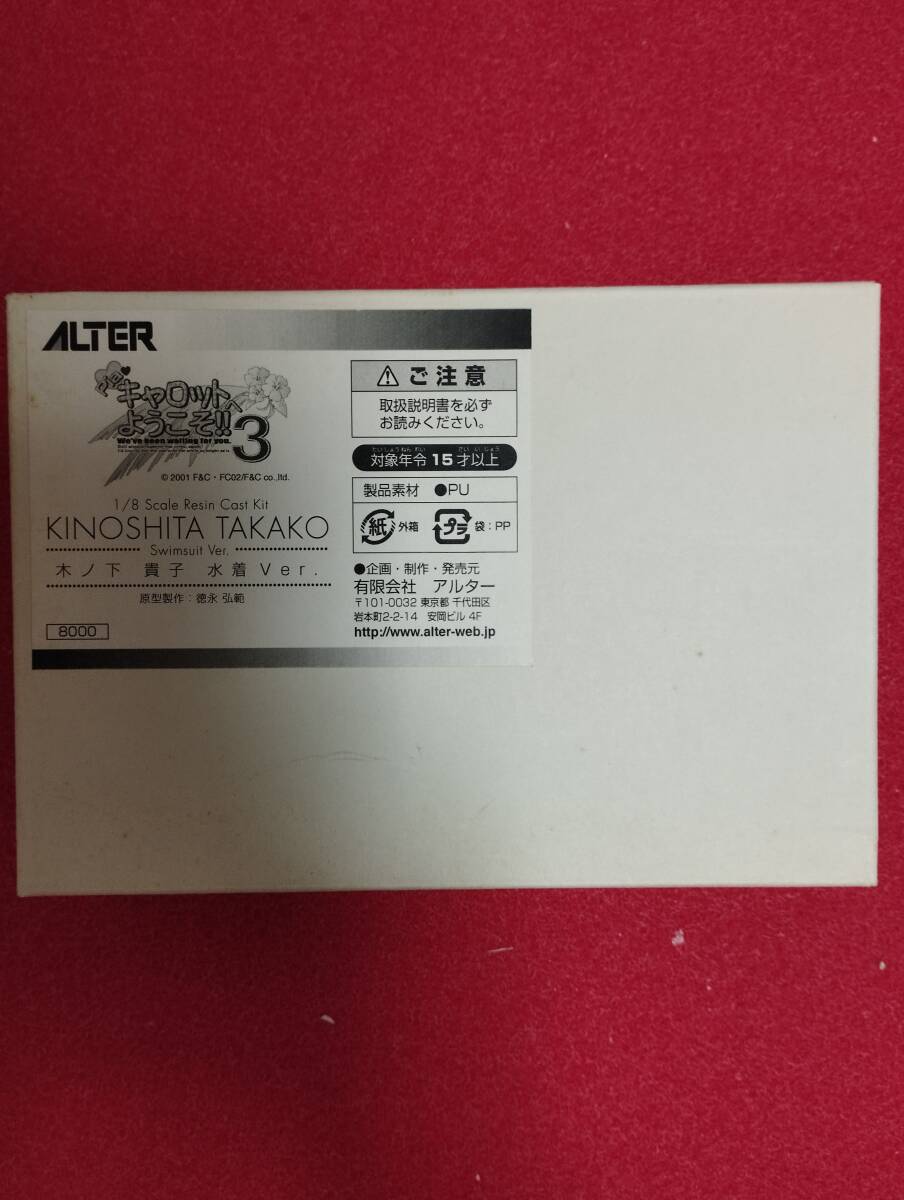 ALTER
Piaキャロットへ
ようこそ!!
We've been waiting for you.
3
© 2001 F&C・FC02/F&C co.,ltd.
1/8 Scale Resin Cast Kit
KINOSHITA TAKAKO
Swimsuit Ver.
木ノ下 貴子 水着Ver.
原型製作：徳永 弘範
8000
ご注意
取扱説明書を必ず
お読みください。
対象年令15才以上
製品素材 ●PU
紙 外箱 プラ 袋：PP
●企画・制作・発売元
有限会社 アルター
〒101-0032 東京都 千代田区
岩本町2-2-14 安岡ビル 4F
http://www.alter-web.jp